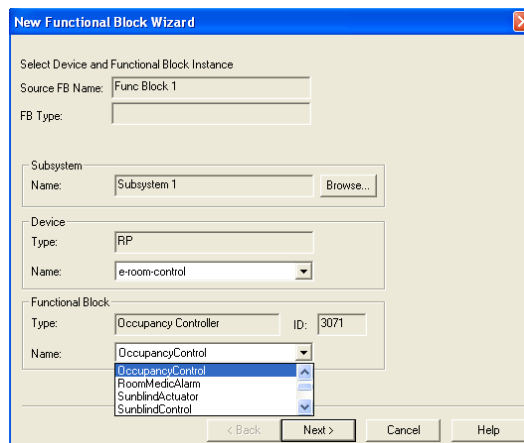 New Functional Block Wizard
Select Device and Functional Block Instance
Source FB Name: Func Block 1
FB Type:
Subsystem
Name: Subsystem 1 Browse...
Device
Type: RP
Name: e-room-control
Functional Block
Type: Occupancy Controller ID: 3071
Name: OccupancyControl
OccupancyControl
RoomMedicAlarm
SunblindActuator
SunblindControl
< Back Next > Cancel Help